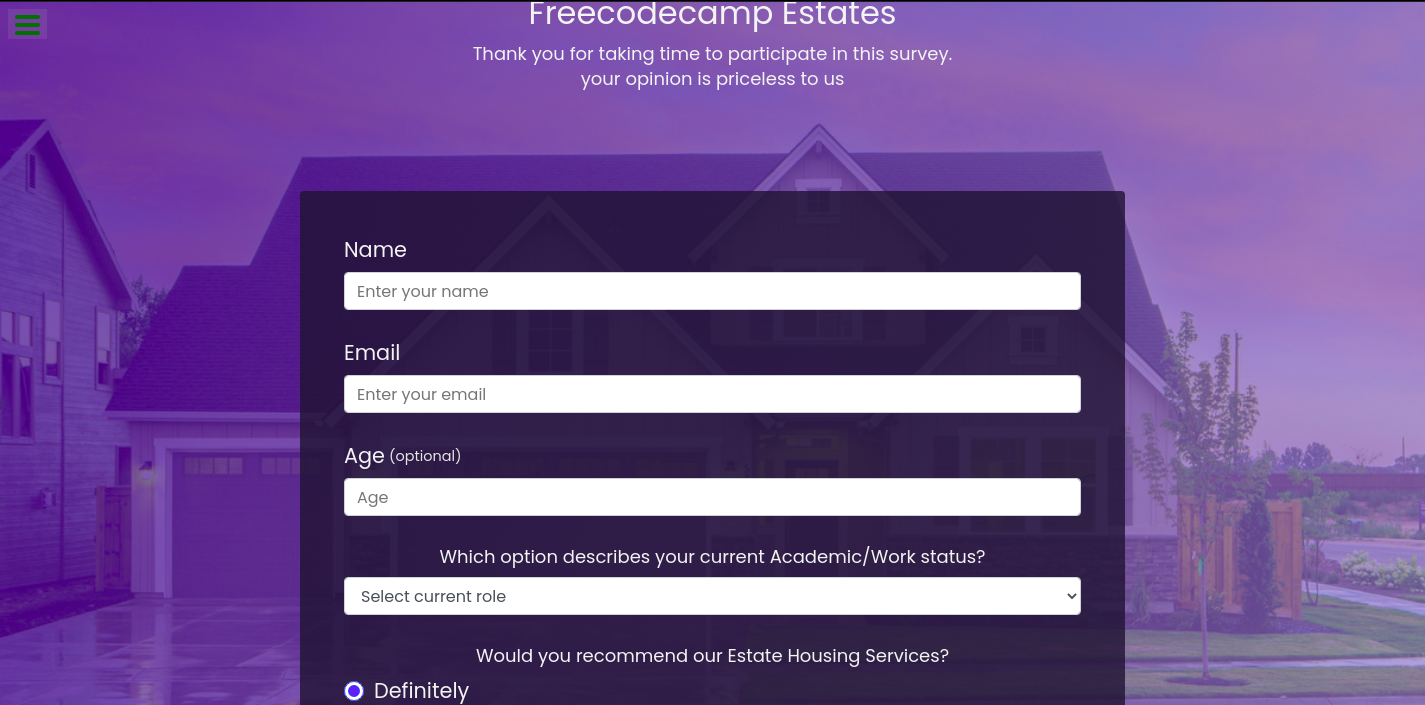 Freecodecamp Estates
Thank you for taking time to participate in this survey.
your opinion is priceless to us
Name
Enter your name
Email
Enter your email
Age (optional)
Age
Which option describes your current Academic/Work status?
Select current role
Would you recommend our Estate Housing Services?
Definitely